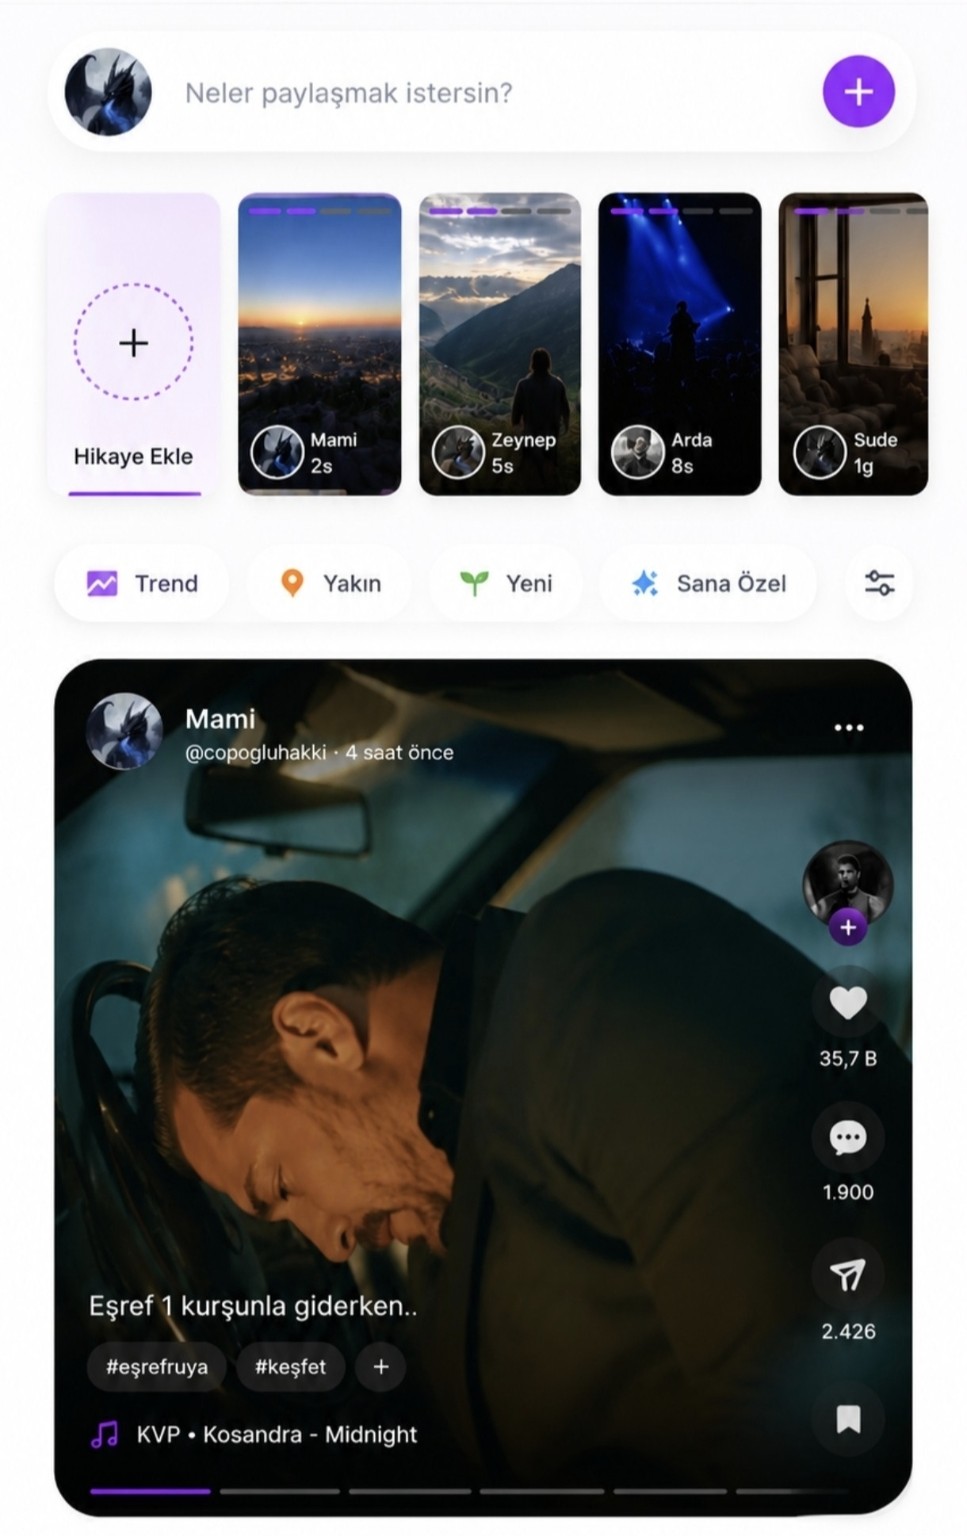 Neler paylaşmak istersin?
Hikaye Ekle
Mami
2s
Zeynep
5s
Arda
8s
Sude
1g
Trend
Yakın
Yeni
Sana Özel
Mami
@copogluhakki · 4 saat önce
35,7 B
1.900
2.426
Eşref 1 kurşunla giderken..
#eşrefruya #keşfet +
KVP • Kosandra - Midnight